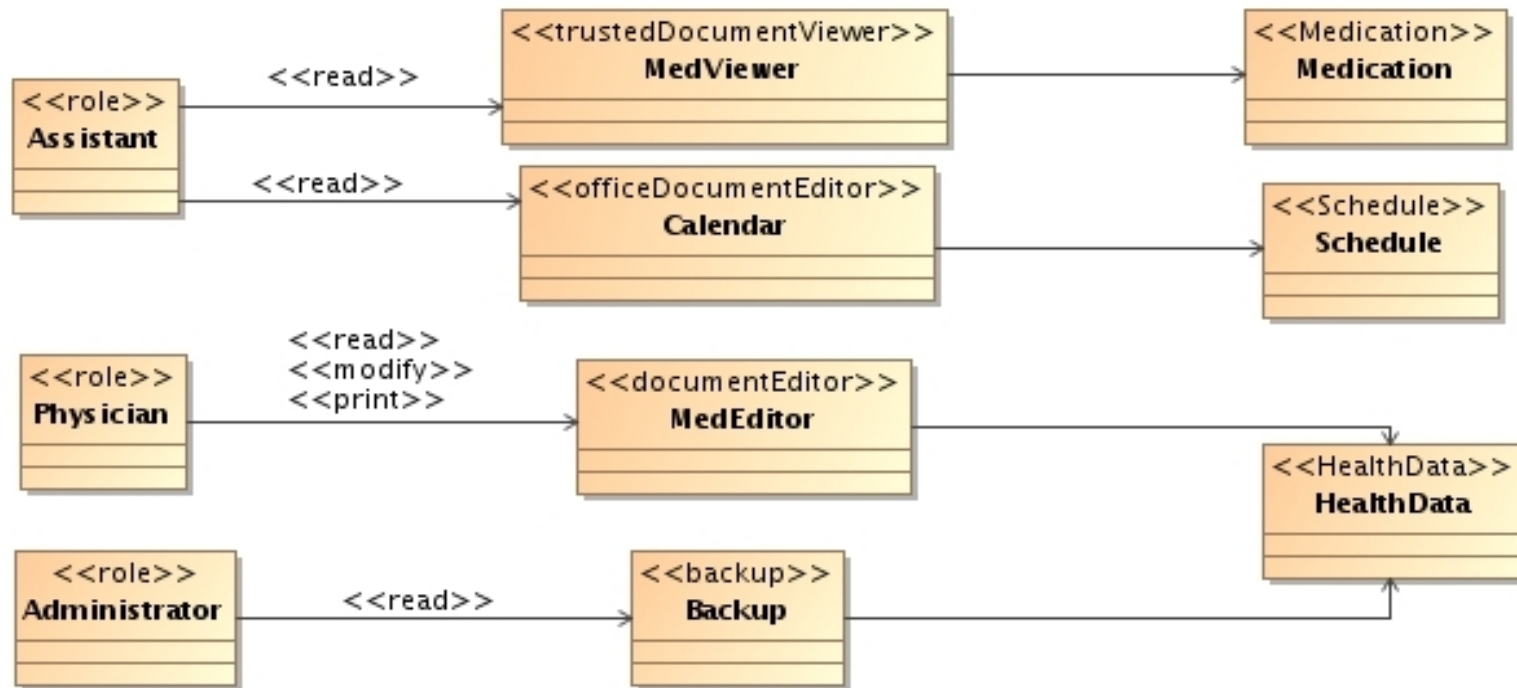 <<trustedDocumentViewer>>
MedViewer
<<Medication>>
Medication
<<read>>
<<role>>
Assistant
<<read>>
<<officeDocumentEditor>>
Calendar
<<Schedule>>
Schedule
<<read>>
<<modify>>
<<print>>
<<role>>
Physician
<<documentEditor>>
MedEditor
<<HealthData>>
HealthData
<<role>>
Administrator
<<read>>
<<backup>>
Backup